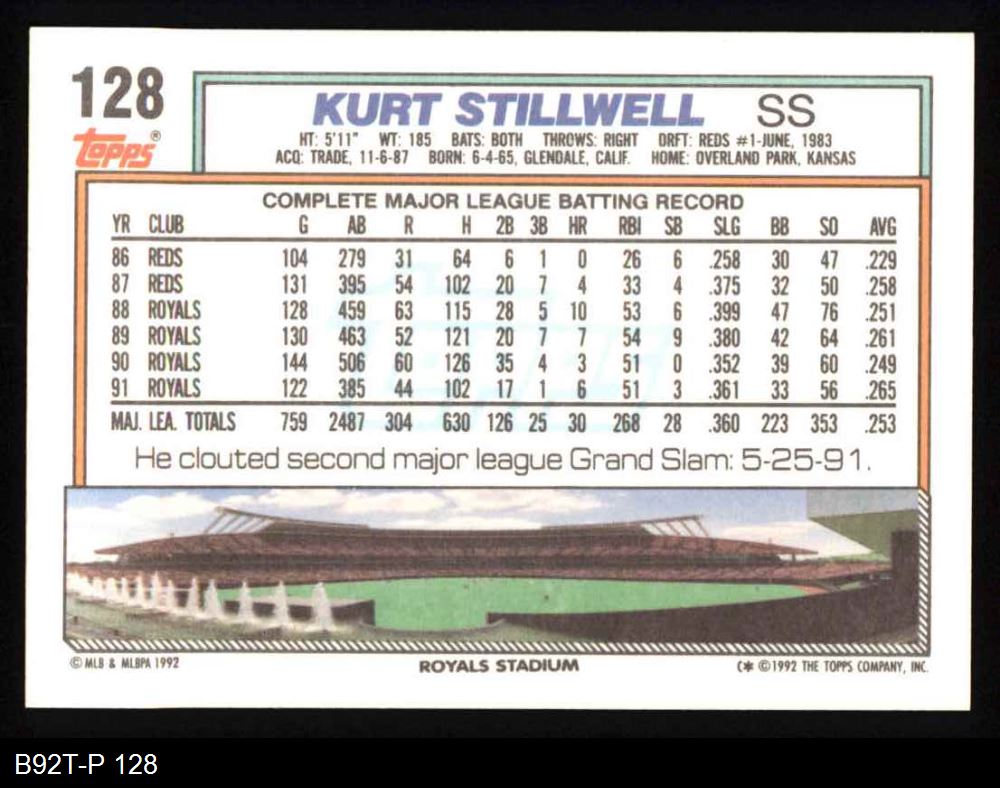 128
Topps®
KURT STILLWELL SS
HT: 5'11" WT: 185 BATS: BOTH THROWS: RIGHT DRFT: REDS #1-JUNE, 1983
ACQ: TRADE, 11-6-87 BORN: 6-4-65, GLENDALE, CALIF. HOME: OVERLAND PARK, KANSAS
COMPLETE MAJOR LEAGUE BATTING RECORD
YR CLUB G AB R H 2B 3B HR RBI SB SLG BB SO AVG
86 REDS 104 279 31 64 6 1 0 26 6 .258 30 47 .229
87 REDS 131 395 54 102 20 7 4 33 4 .375 32 50 .258
88 ROYALS 128 459 63 115 28 5 10 53 6 .399 47 76 .251
89 ROYALS 130 463 52 121 20 7 7 54 9 .380 42 64 .261
90 ROYALS 144 506 60 126 35 4 3 51 0 .352 39 60 .249
91 ROYALS 122 385 44 102 17 1 6 51 3 .361 33 56 .265
MAJ. LEA. TOTALS 759 2487 304 630 126 25 30 268 28 .360 223 353 .253
He clouted second major league Grand Slam: 5-25-91.
© MLB & MLBPA 1992
ROYALS STADIUM
(* ©1992 THE TOPPS COMPANY, INC.
B92T-P 128